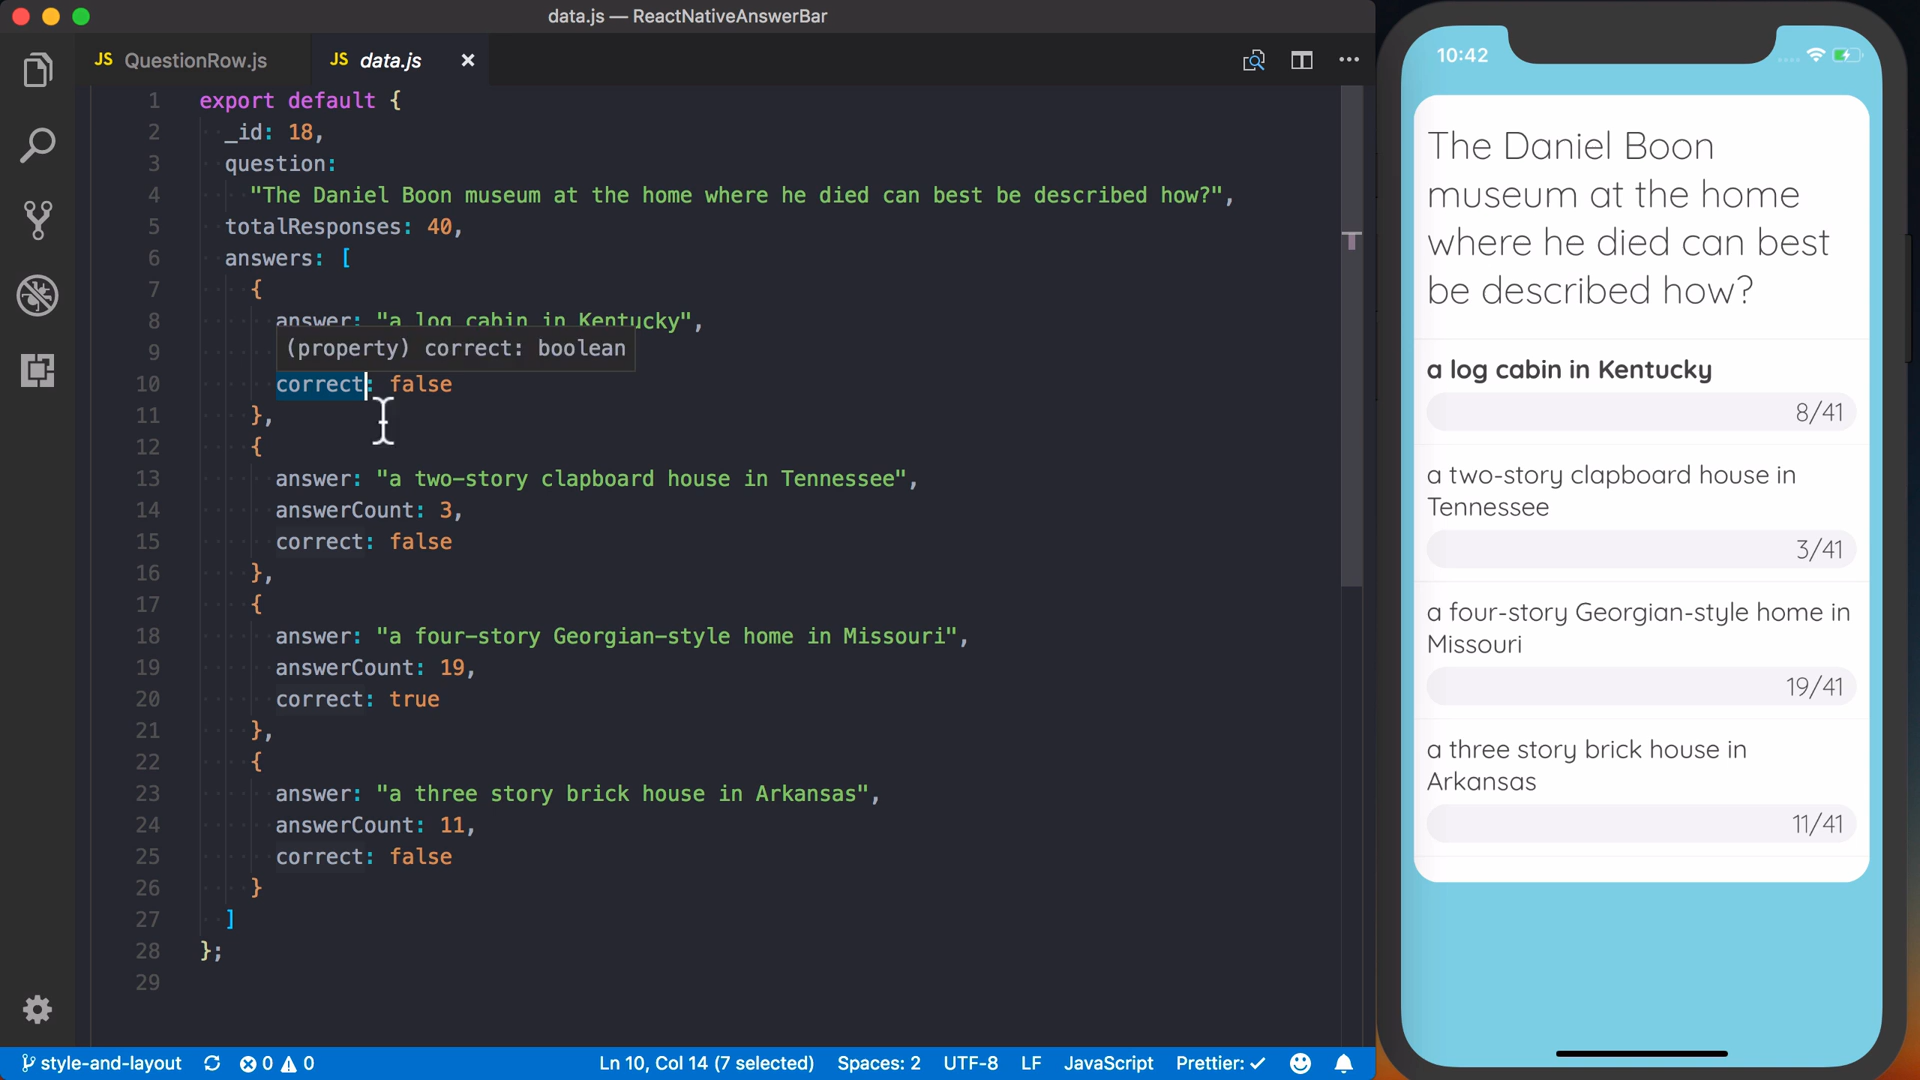 data.js — ReactNativeAnswerBar
JS QuestionRow.js
JS data.js ×
1 export default {
2 _id: 18,
3 question:
4 "The Daniel Boon museum at the home where he died can best be described how?",
5 totalResponses: 40,
6 answers: [
7 {
8 answer: "a log cabin in Kentucky",
9 (property) correct: boolean
10 correct: false
11 },
12 {
13 answer: "a two-story clapboard house in Tennessee",
14 answerCount: 3,
15 correct: false
16 },
17 {
18 answer: "a four-story Georgian-style home in Missouri",
19 answerCount: 19,
20 correct: true
21 },
22 {
23 answer: "a three story brick house in Arkansas",
24 answerCount: 11,
25 correct: false
26 }
27 ]
28 };
29
style-and-layout 0 0 Ln 10, Col 14 (7 selected) Spaces: 2 UTF-8 LF JavaScript Prettier: ✓
10:42
The Daniel Boon
museum at the home
where he died can best
be described how?
a log cabin in Kentucky
8/41
a two-story clapboard house in
Tennessee
3/41
a four-story Georgian-style home in
Missouri
19/41
a three story brick house in
Arkansas
11/41